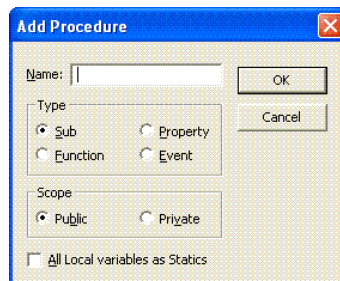 Add Procedure
Name:
OK
Cancel
Type
Sub
Property
Function
Event
Scope
Public
Private
All Local variables as Statics